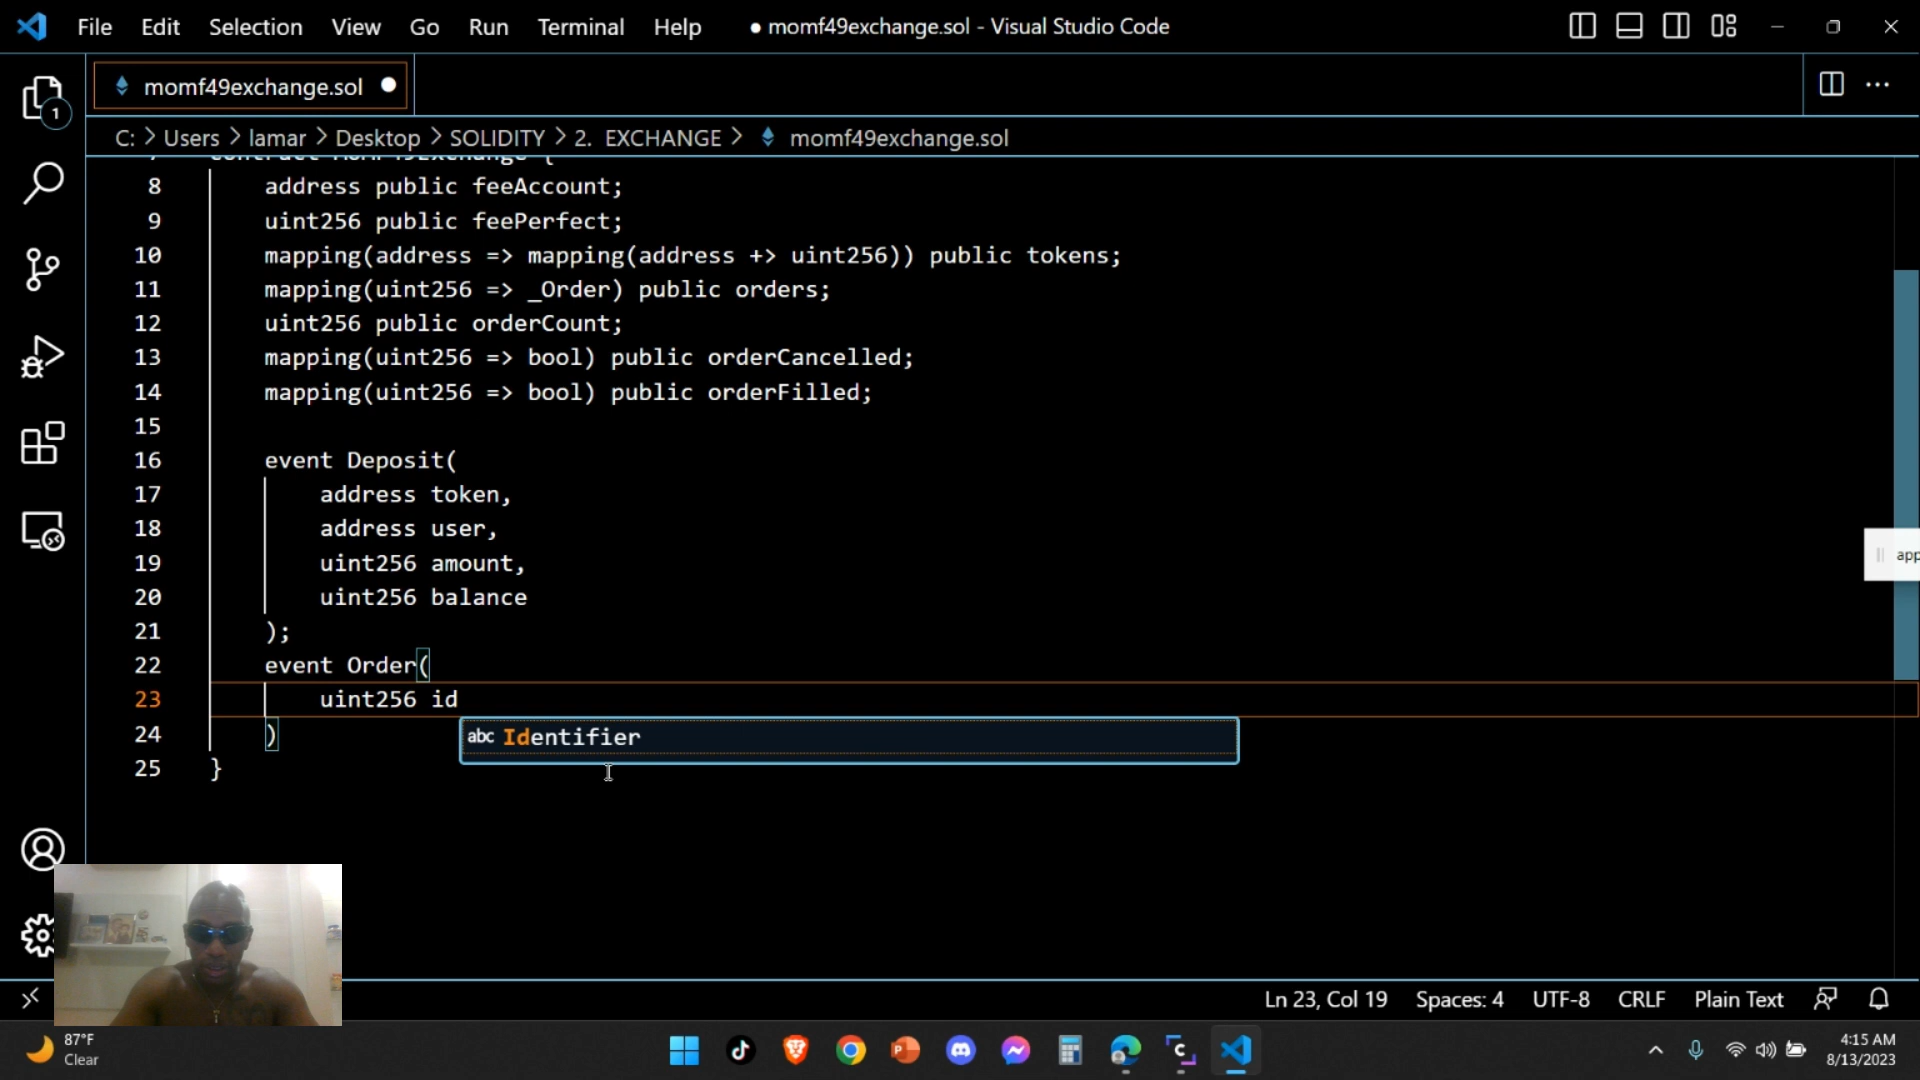 File Edit Selection View Go Run Terminal Help ● momf49exchange.sol - Visual Studio Code
momf49exchange.sol
1
C: > Users > lamar > Desktop > SOLIDITY > 2. EXCHANGE > momf49exchange.sol
8 address public feeAccount;
9 uint256 public feePerfect;
10 mapping(address => mapping(address +> uint256)) public tokens;
11 mapping(uint256 => _Order) public orders;
12 uint256 public orderCount;
13 mapping(uint256 => bool) public orderCancelled;
14 mapping(uint256 => bool) public orderFilled;
15
16 event Deposit(
17 address token,
18 address user,
19 uint256 amount,
20 uint256 balance
21 );
22 event Order(
23 uint256 id
24 )
abc Identifier
25 }
app
Ln 23, Col 19 Spaces: 4 UTF-8 CRLF Plain Text
87°F
Clear
4:15 AM
8/13/2023